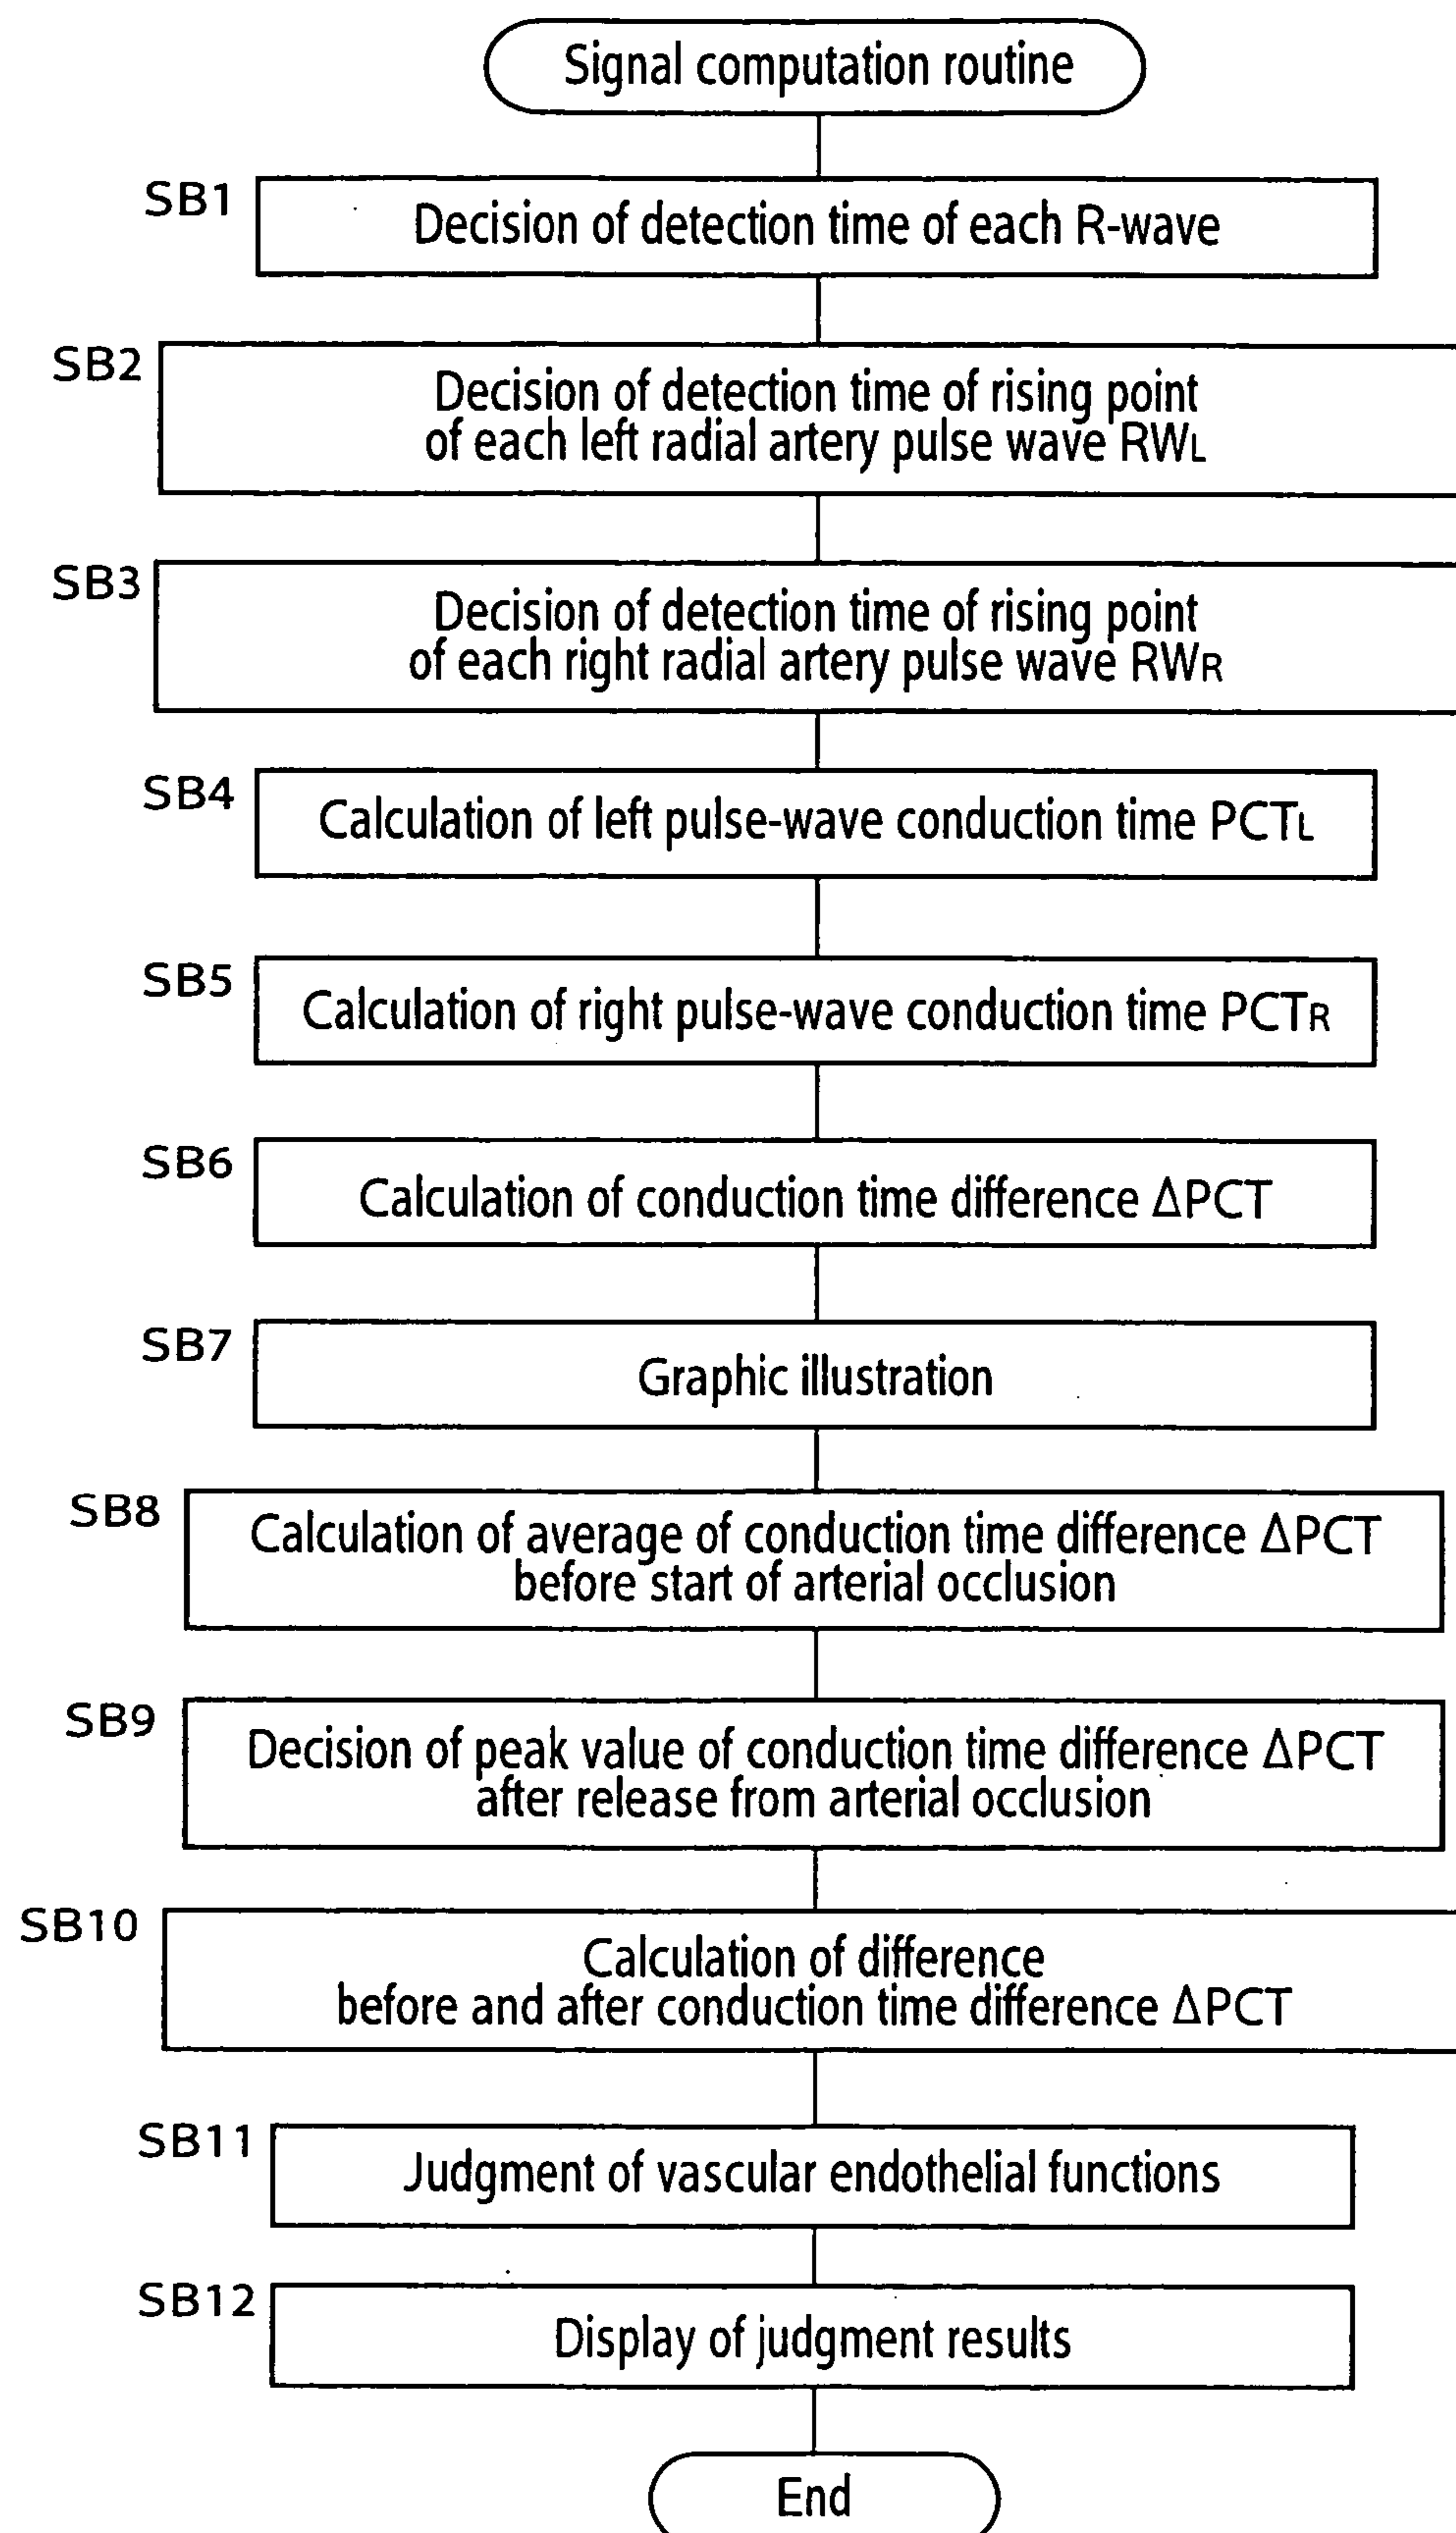 Signal computation routine
SB1
Decision of detection time of each R-wave
SB2
Decision of detection time of rising point
of each left radial artery pulse wave RWL
SB3
Decision of detection time of rising point
of each right radial artery pulse wave RWR
SB4
Calculation of left pulse-wave conduction time PCTL
SB5
Calculation of right pulse-wave conduction time PCTR
SB6
Calculation of conduction time difference ΔPCT
SB7
Graphic illustration
SB8
Calculation of average of conduction time difference ΔPCT
before start of arterial occlusion
SB9
Decision of peak value of conduction time difference ΔPCT
after release from arterial occlusion
SB10
Calculation of difference
before and after conduction time difference ΔPCT
SB11
Judgment of vascular endothelial functions
SB12
Display of judgment results
End